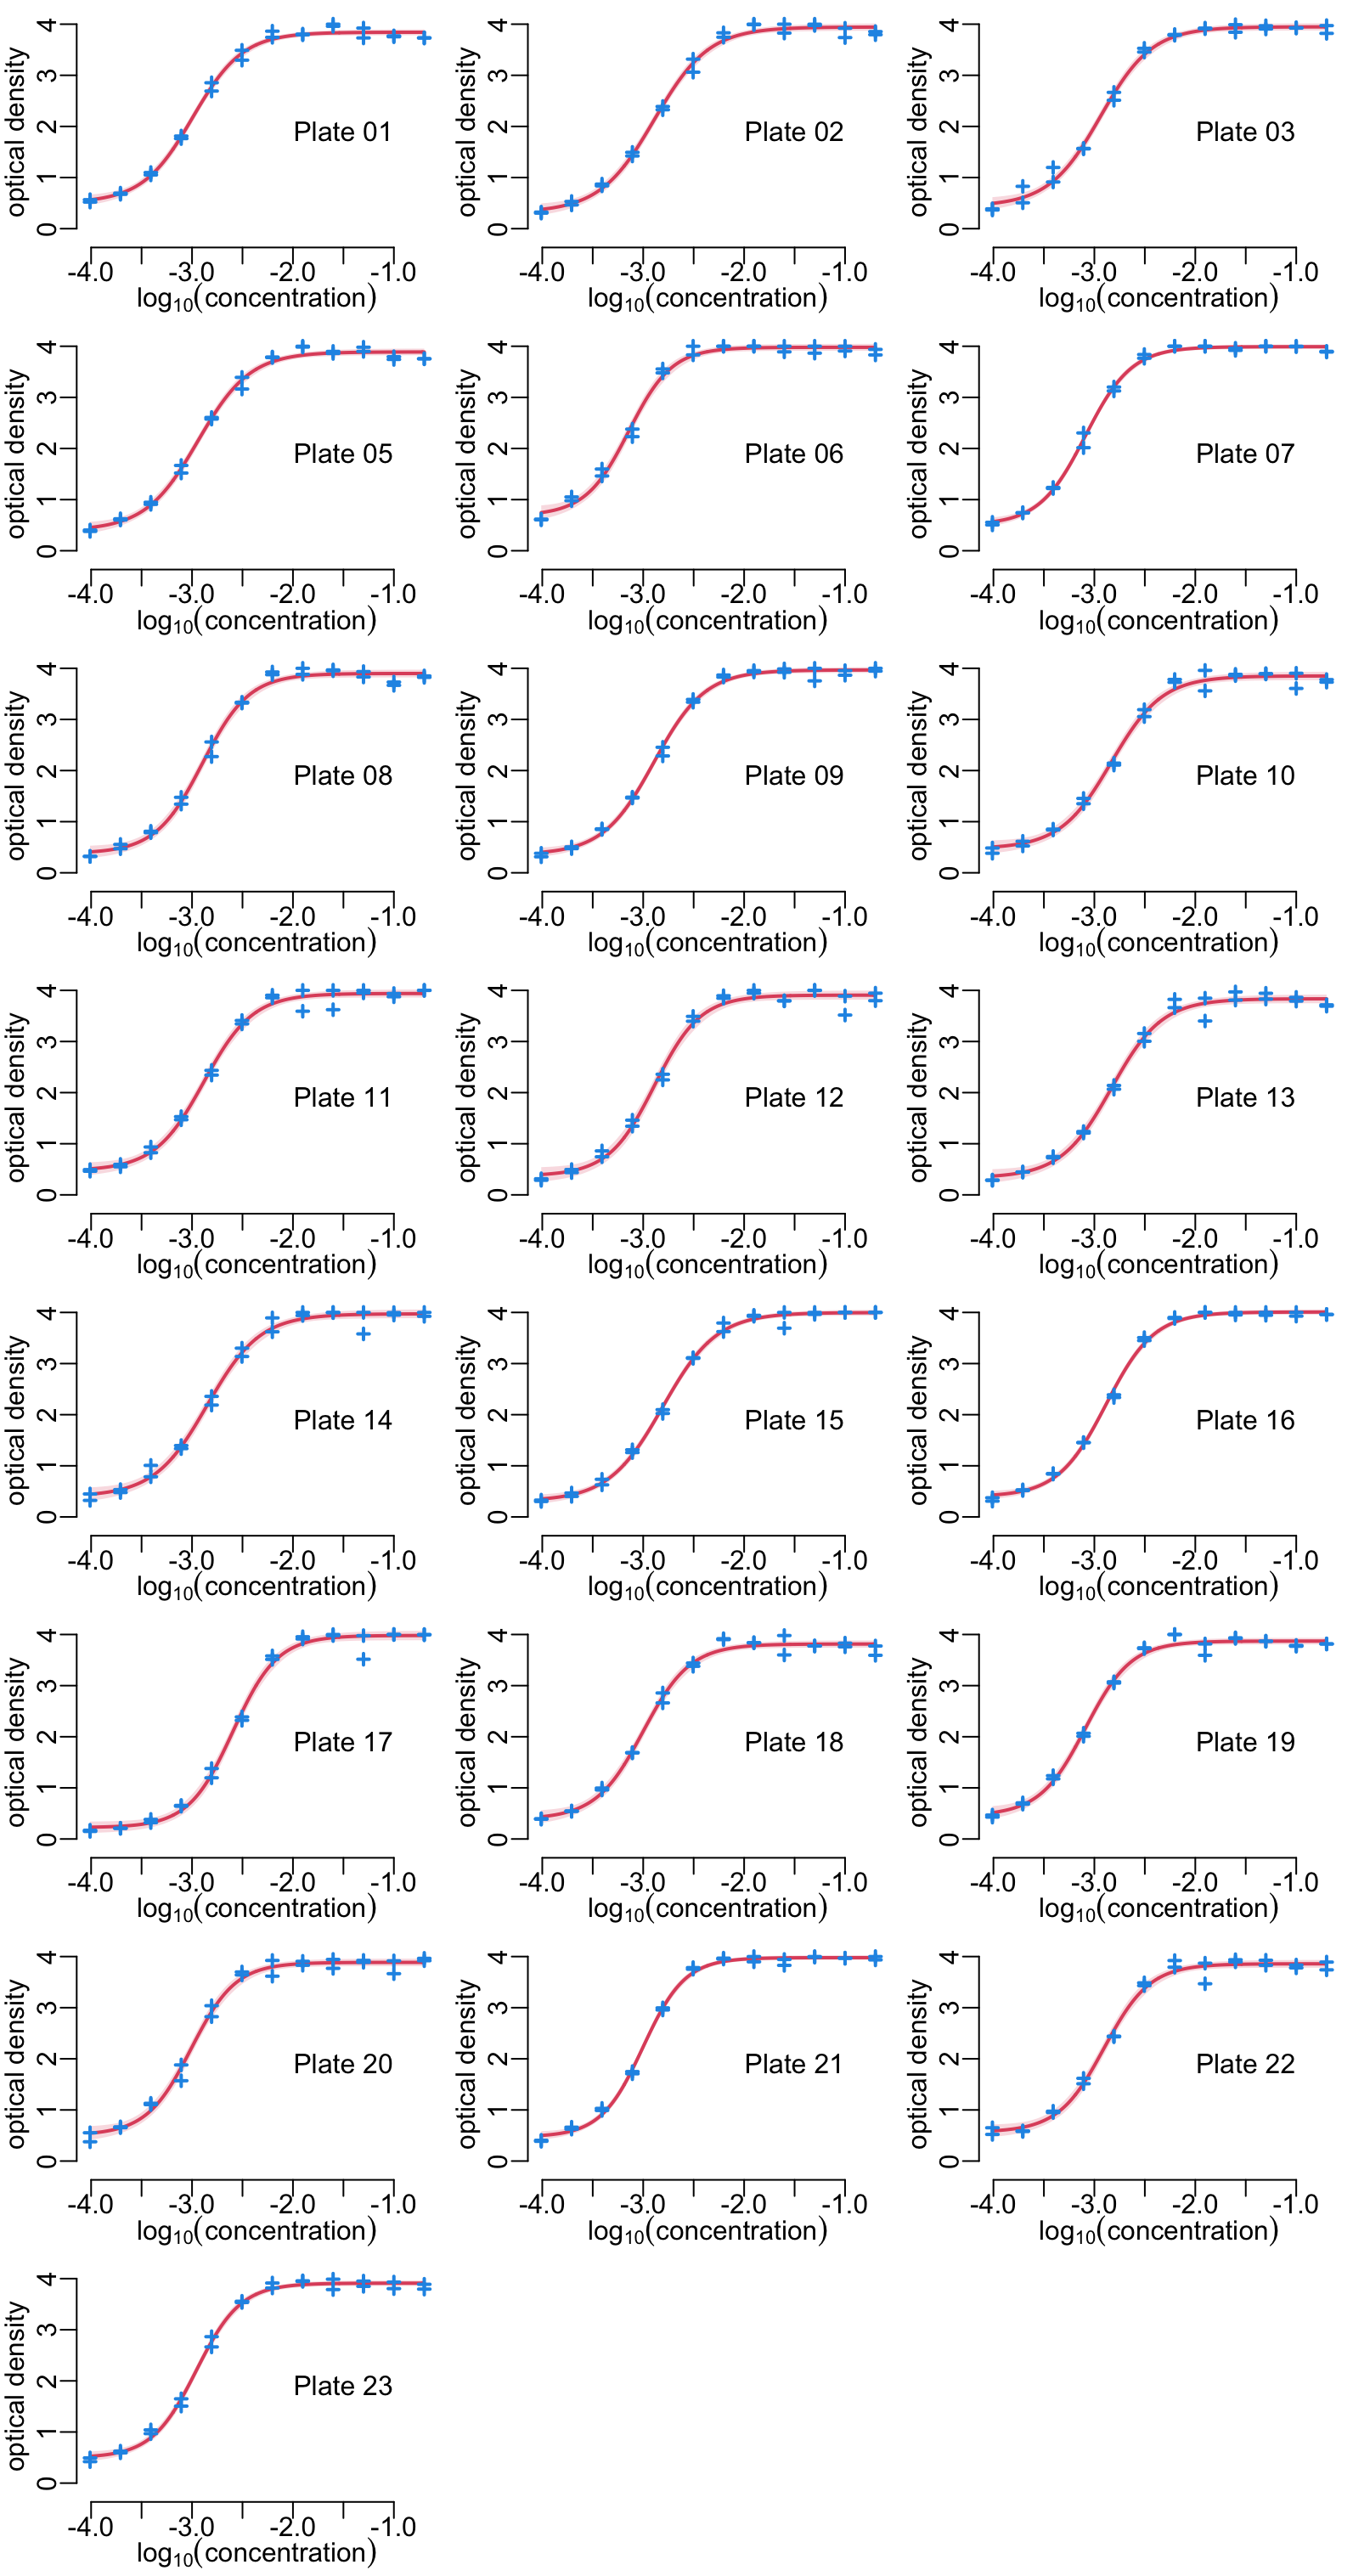 optical density
0 1 2 3 4
Plate 01
-4.0 -3.0 -2.0 -1.0
log₁₀(concentration)
optical density
0 1 2 3 4
Plate 02
-4.0 -3.0 -2.0 -1.0
log₁₀(concentration)
optical density
0 1 2 3 4
Plate 03
-4.0 -3.0 -2.0 -1.0
log₁₀(concentration)
optical density
0 1 2 3 4
Plate 05
-4.0 -3.0 -2.0 -1.0
log₁₀(concentration)
optical density
0 1 2 3 4
Plate 06
-4.0 -3.0 -2.0 -1.0
log₁₀(concentration)
optical density
0 1 2 3 4
Plate 07
-4.0 -3.0 -2.0 -1.0
log₁₀(concentration)
optical density
0 1 2 3 4
Plate 08
-4.0 -3.0 -2.0 -1.0
log₁₀(concentration)
optical density
0 1 2 3 4
Plate 09
-4.0 -3.0 -2.0 -1.0
log₁₀(concentration)
optical density
0 1 2 3 4
Plate 10
-4.0 -3.0 -2.0 -1.0
log₁₀(concentration)
optical density
0 1 2 3 4
Plate 11
-4.0 -3.0 -2.0 -1.0
log₁₀(concentration)
optical density
0 1 2 3 4
Plate 12
-4.0 -3.0 -2.0 -1.0
log₁₀(concentration)
optical density
0 1 2 3 4
Plate 13
-4.0 -3.0 -2.0 -1.0
log₁₀(concentration)
optical density
0 1 2 3 4
Plate 14
-4.0 -3.0 -2.0 -1.0
log₁₀(concentration)
optical density
0 1 2 3 4
Plate 15
-4.0 -3.0 -2.0 -1.0
log₁₀(concentration)
optical density
0 1 2 3 4
Plate 16
-4.0 -3.0 -2.0 -1.0
log₁₀(concentration)
optical density
0 1 2 3 4
Plate 17
-4.0 -3.0 -2.0 -1.0
log₁₀(concentration)
optical density
0 1 2 3 4
Plate 18
-4.0 -3.0 -2.0 -1.0
log₁₀(concentration)
optical density
0 1 2 3 4
Plate 19
-4.0 -3.0 -2.0 -1.0
log₁₀(concentration)
optical density
0 1 2 3 4
Plate 20
-4.0 -3.0 -2.0 -1.0
log₁₀(concentration)
optical density
0 1 2 3 4
Plate 21
-4.0 -3.0 -2.0 -1.0
log₁₀(concentration)
optical density
0 1 2 3 4
Plate 22
-4.0 -3.0 -2.0 -1.0
log₁₀(concentration)
optical density
0 1 2 3 4
Plate 23
-4.0 -3.0 -2.0 -1.0
log₁₀(concentration)